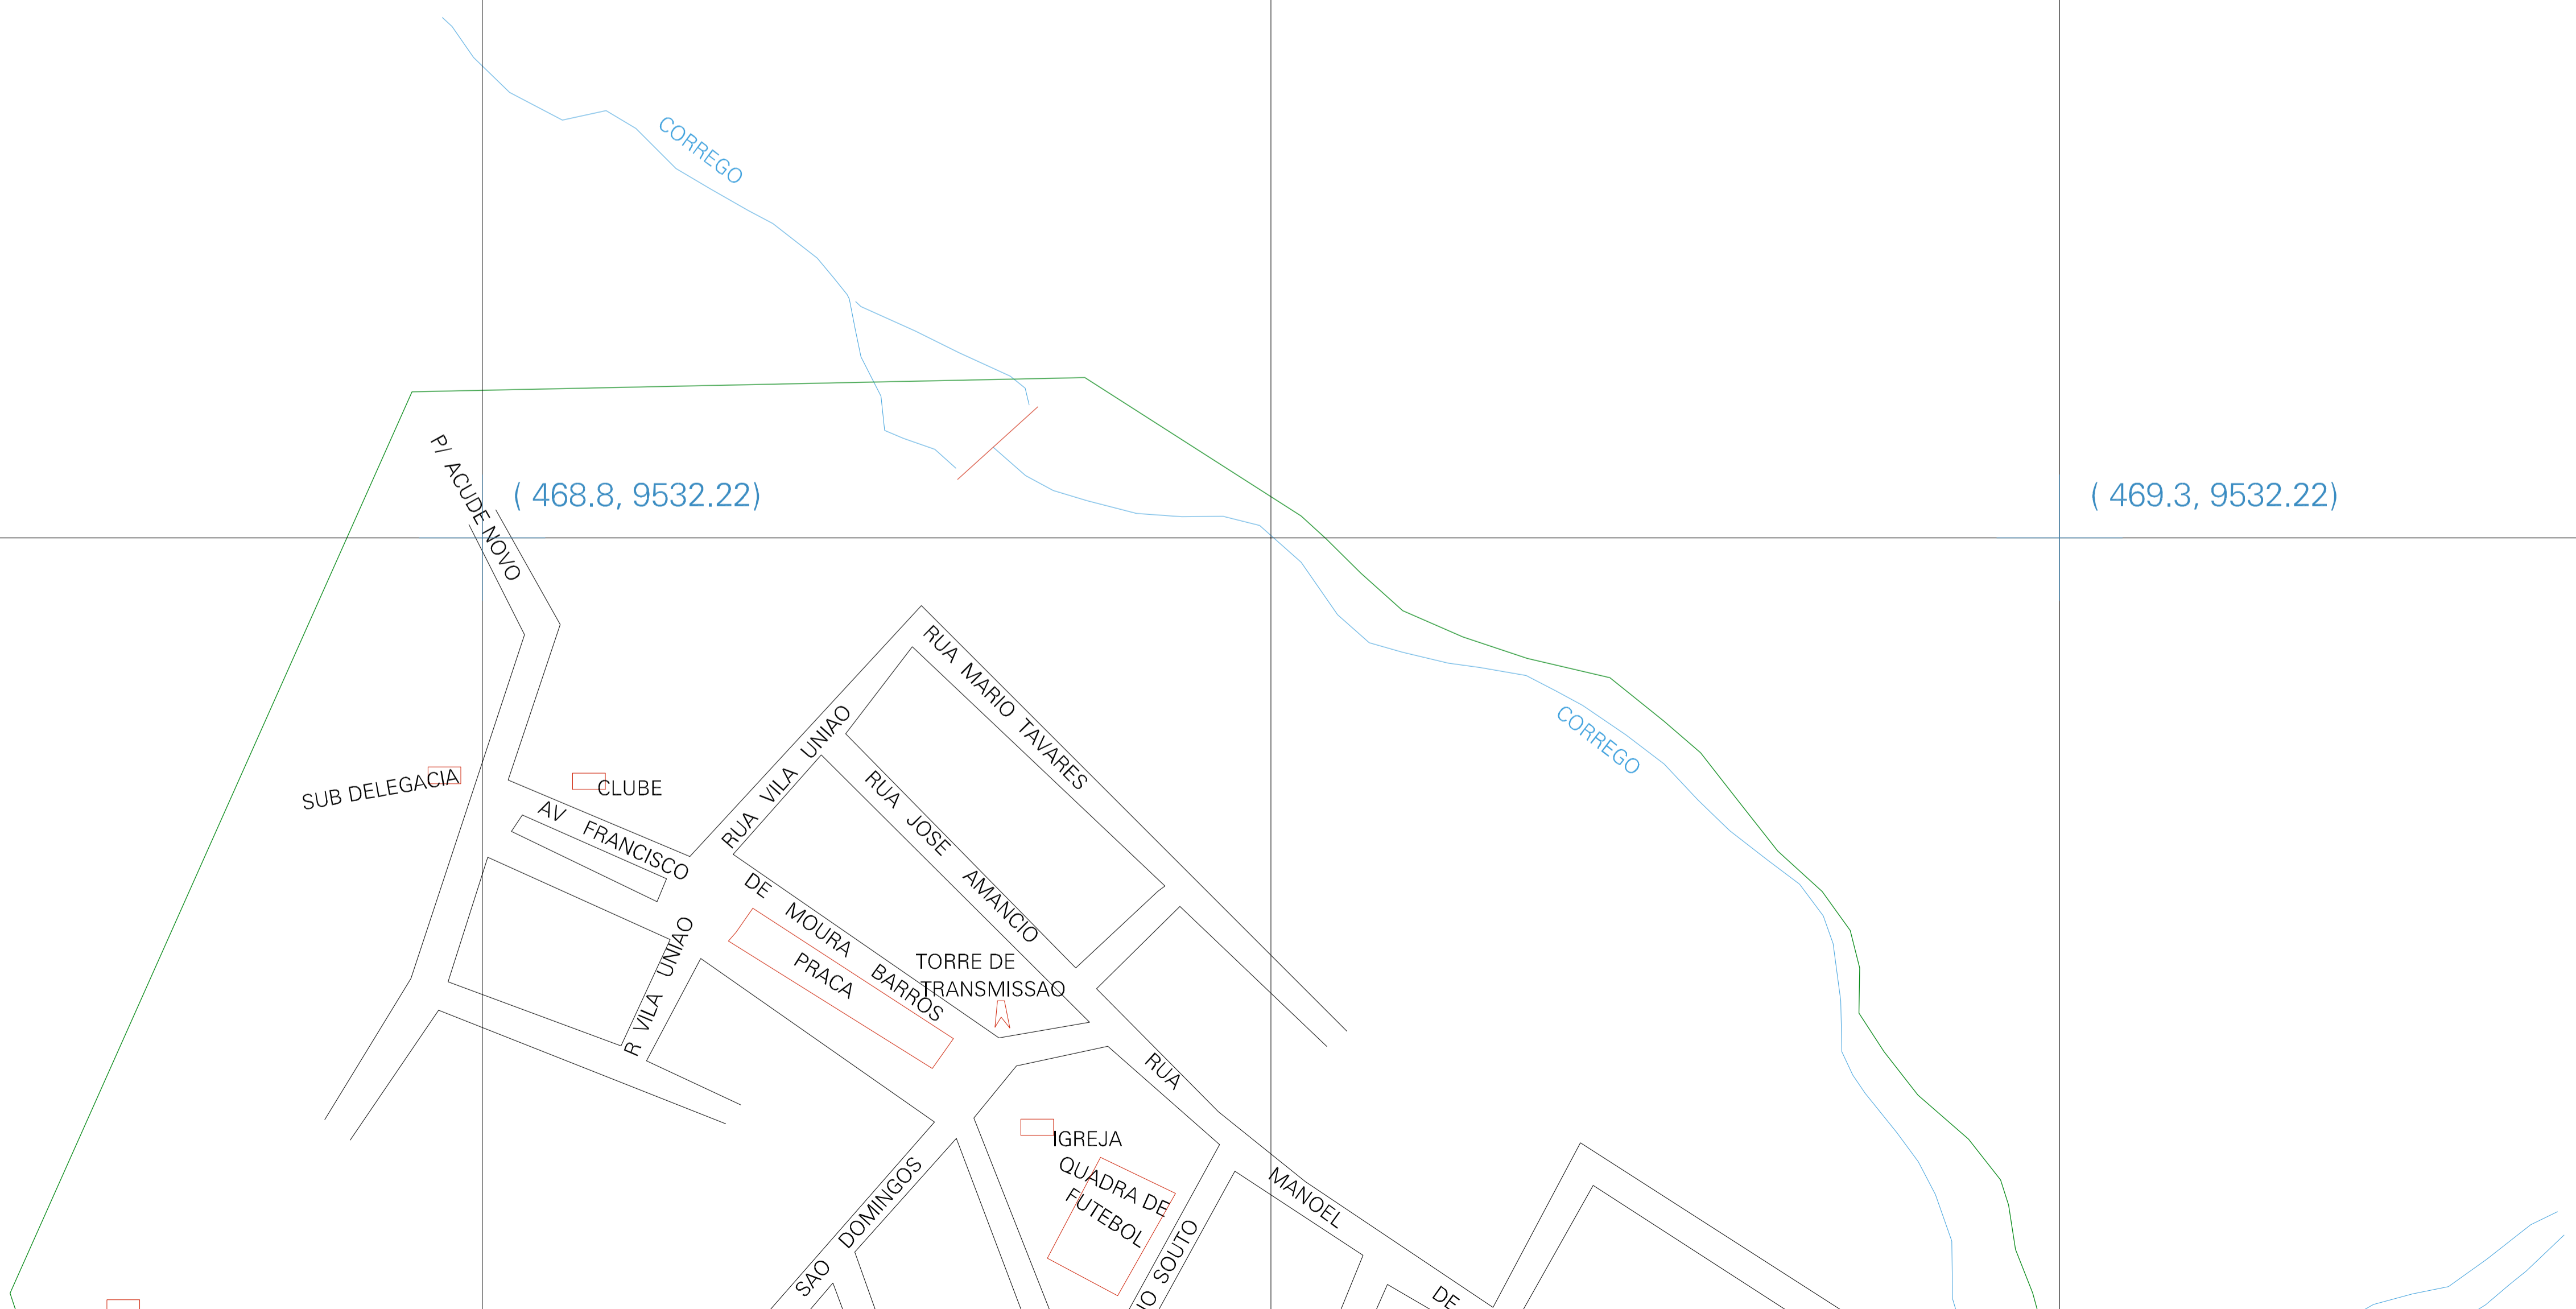 CORREGO
P/ ACUDE NOVO
( 468.8, 9532.22)
( 469.3, 9532.22)
RUA MARIO TAVARES
RUA VILA UNIAO
CORREGO
SUB DELEGACIA
CLUBE
AV FRANCISCO DE MOURA BARROS
RUA JOSE AMANCIO
R VILA UNIAO
PRACA
TORRE DE
TRANSMISSAO
RUA MANOEL DE
IGREJA
QUADRA DE
FUTEBOL
SAO DOMINGOS
IO SOUTO